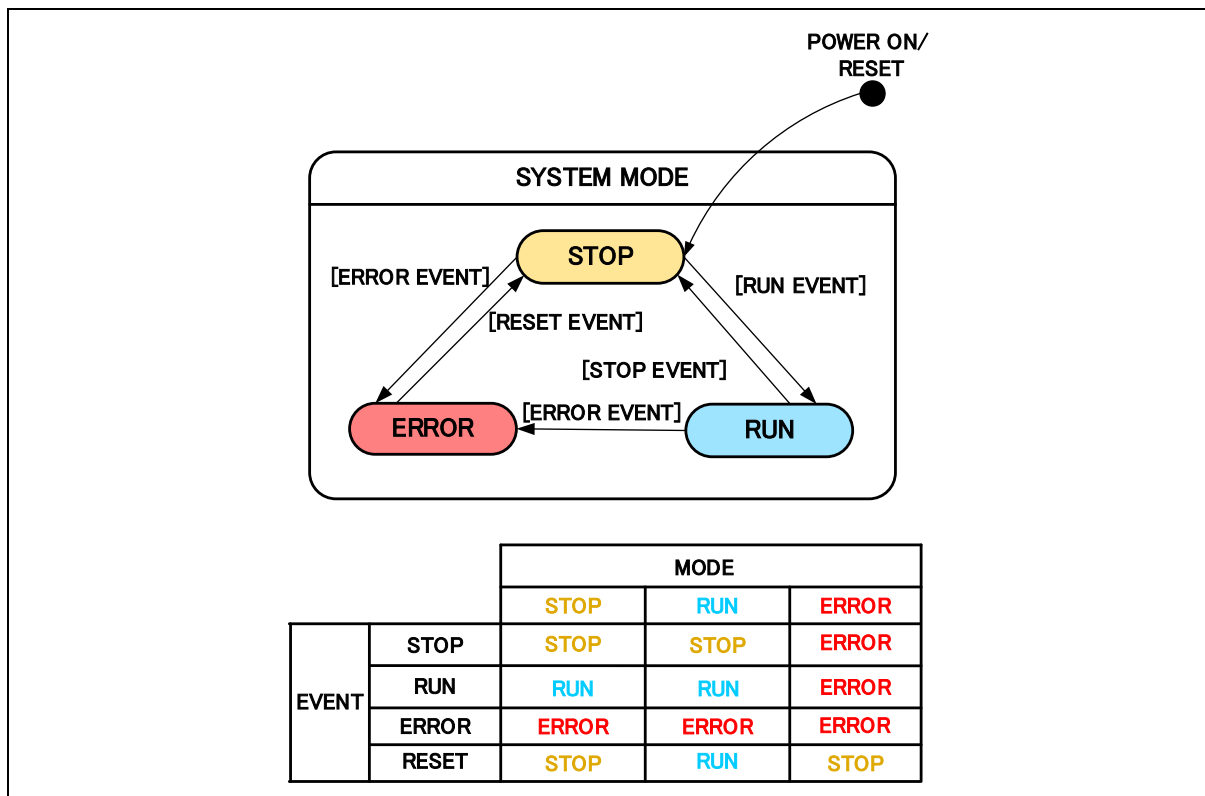 POWER ON/
RESET
SYSTEM MODE
STOP
[ERROR EVENT]
[RUN EVENT]
[RESET EVENT]
[STOP EVENT]
[ERROR EVENT]
ERROR
RUN
MODE
STOP RUN ERROR
EVENT
STOP STOP STOP ERROR
RUN RUN RUN ERROR
ERROR ERROR ERROR ERROR
RESET STOP RUN STOP